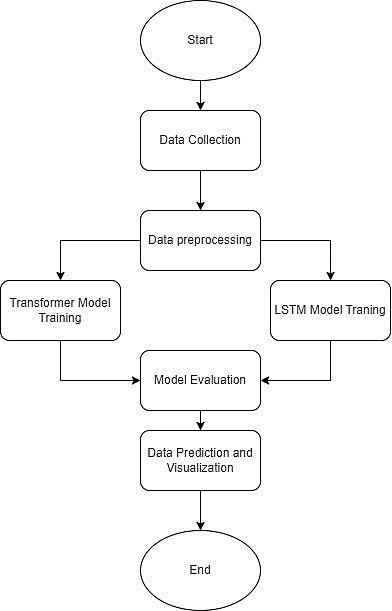 Start
Data Collection
Data preprocessing
Transformer Model
Training
LSTM Model Traning
Model Evaluation
Data Prediction and
Visualization
End